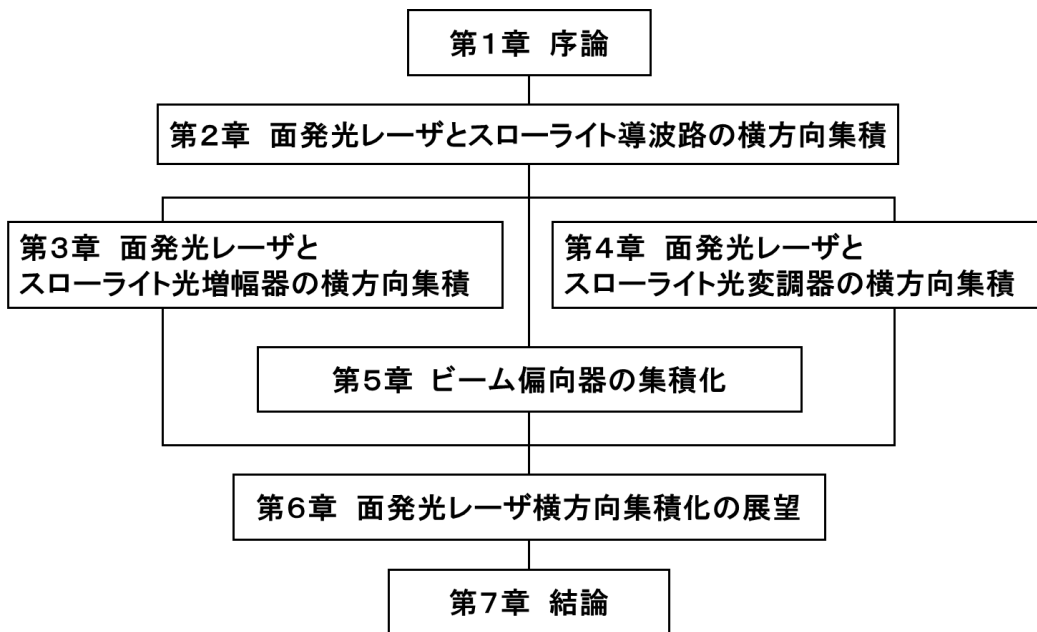 第1章 序論
第2章 面発光レーザとスローライト導波路の横方向集積
第3章 面発光レーザと
スローライト光増幅器の横方向集積
第4章 面発光レーザと
スローライト光変調器の横方向集積
第5章 ビーム偏向器の集積化
第6章 面発光レーザ横方向集積化の展望
第7章 結論